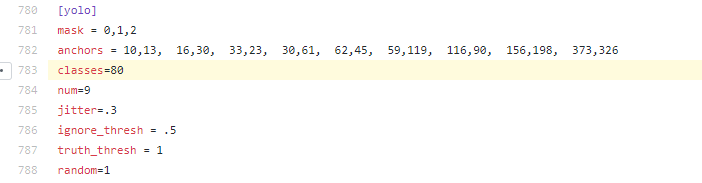 780 [yolo]
781 mask = 0,1,2
782 anchors = 10,13,  16,30,  33,23,  30,61,  62,45,  59,119,  116,90,  156,198,  373,326
783 classes=80
784 num=9
785 jitter=.3
786 ignore_thresh = .5
787 truth_thresh = 1
788 random=1